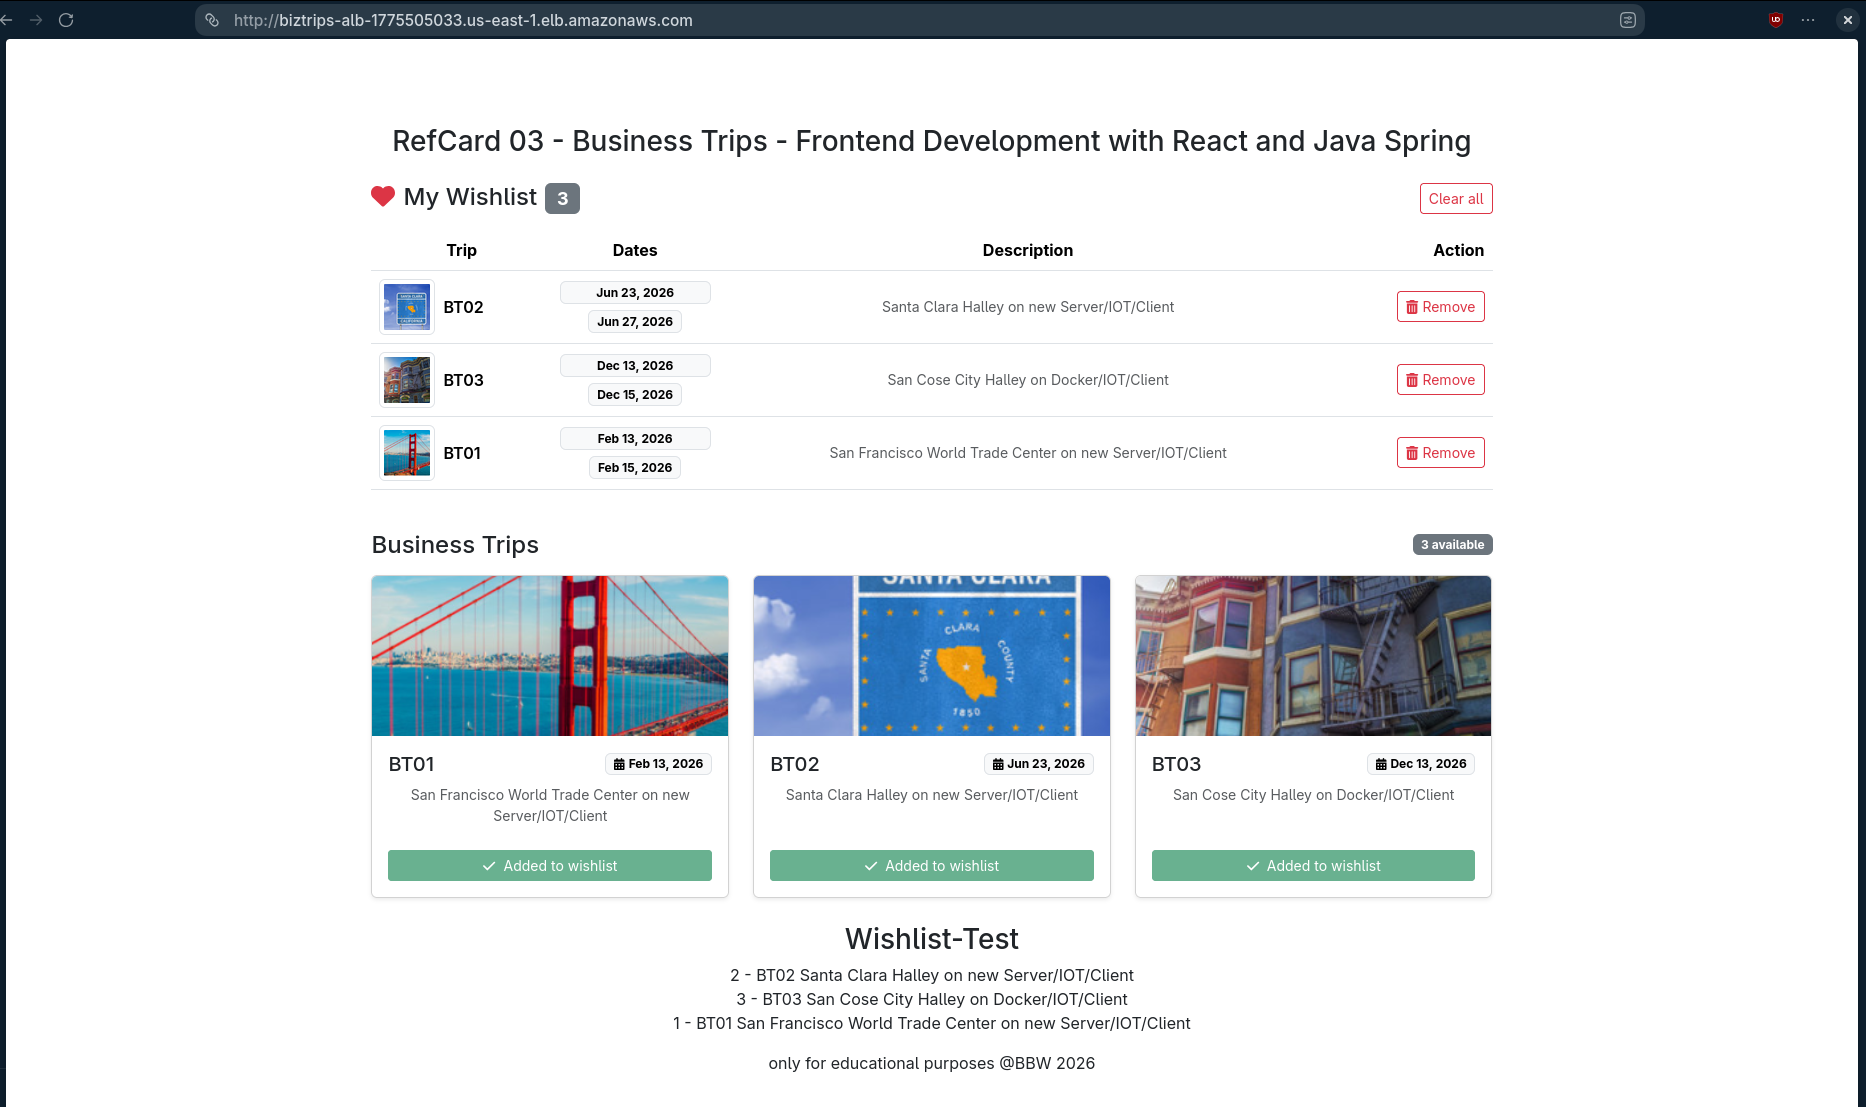 http://biztrips-alb-1775505033.us-east-1.elb.amazonaws.com
RefCard 03 - Business Trips - Frontend Development with React and Java Spring
My Wishlist 3
Clear all
Trip Dates Description Action
BT02
Jun 23, 2026
Jun 27, 2026
Santa Clara Halley on new Server/IOT/Client
Remove
BT03
Dec 13, 2026
Dec 15, 2026
San Cose City Halley on Docker/IOT/Client
Remove
BT01
Feb 13, 2026
Feb 15, 2026
San Francisco World Trade Center on new Server/IOT/Client
Remove
Business Trips
3 available
SANTA CLARA
CLARA
SANTA
COUNTY
1850
BT01
Feb 13, 2026
San Francisco World Trade Center on new
Server/IOT/Client
Added to wishlist
BT02
Jun 23, 2026
Santa Clara Halley on new Server/IOT/Client
Added to wishlist
BT03
Dec 13, 2026
San Cose City Halley on Docker/IOT/Client
Added to wishlist
Wishlist-Test
2 - BT02 Santa Clara Halley on new Server/IOT/Client
3 - BT03 San Cose City Halley on Docker/IOT/Client
1 - BT01 San Francisco World Trade Center on new Server/IOT/Client
only for educational purposes @BBW 2026